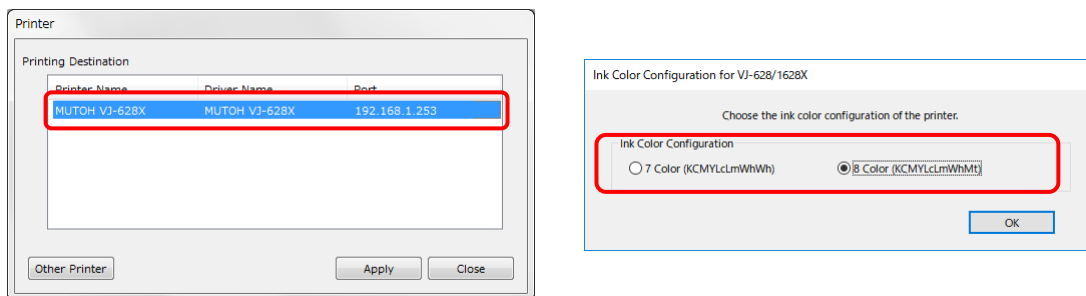 Printer
Printing Destination
Printer Name Driver Name Port
MUTOH VJ-628X MUTOH VJ-628X 192.168.1.253
Other Printer Apply Close
Ink Color Configuration for VJ-628/1628X
Choose the ink color configuration of the printer.
Ink Color Configuration
7 Color (KCMYLcLmWhWh) 8 Color (KCMYLcLmWhMt)
OK